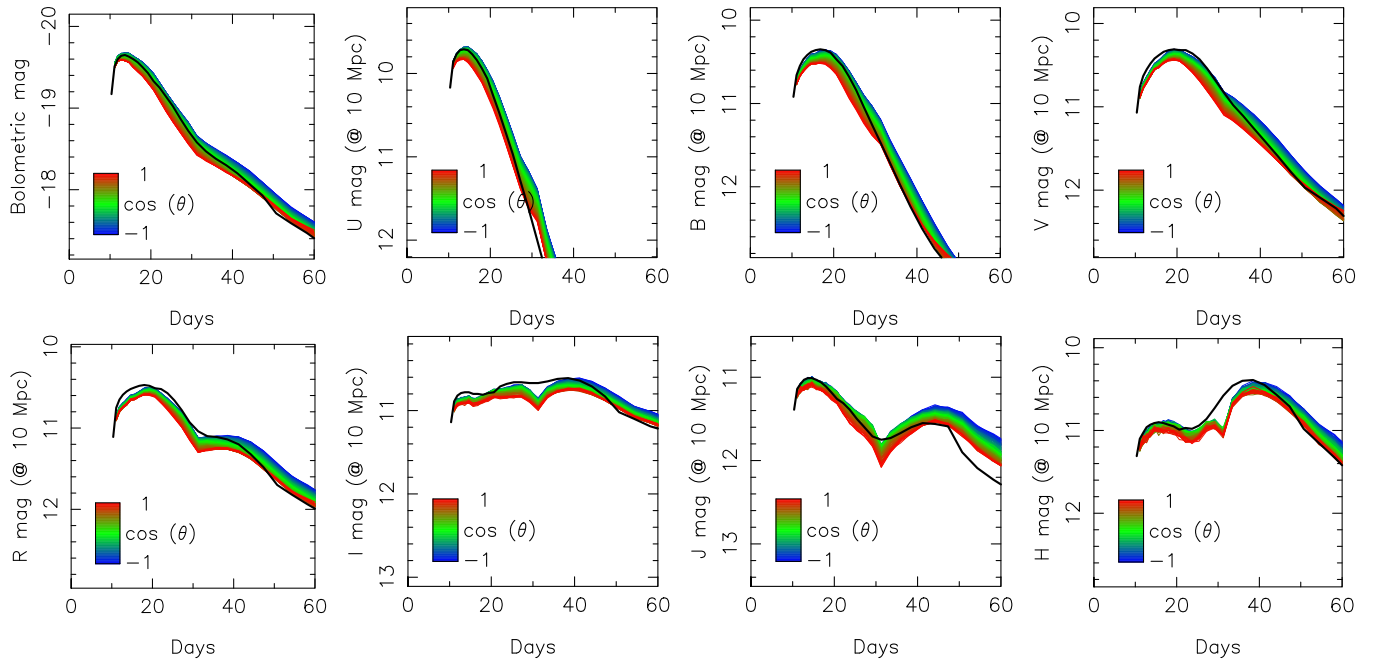 Bolometric mag
−20
−19
−18
1
cos (θ)
−1
0 20 40 60
Days
U mag (@ 10 Mpc)
10
11
12
1
cos (θ)
−1
0 20 40 60
Days
B mag (@ 10 Mpc)
10
11
12
1
cos (θ)
−1
0 20 40 60
Days
V mag (@ 10 Mpc)
10
11
12
1
cos (θ)
−1
0 20 40 60
Days
R mag (@ 10 Mpc)
10
11
12
1
cos (θ)
−1
0 20 40 60
Days
I mag (@ 10 Mpc)
11
12
13
1
cos (θ)
−1
0 20 40 60
Days
J mag (@ 10 Mpc)
11
12
13
1
cos (θ)
−1
0 20 40 60
Days
H mag (@ 10 Mpc)
10
11
12
1
cos (θ)
−1
0 20 40 60
Days